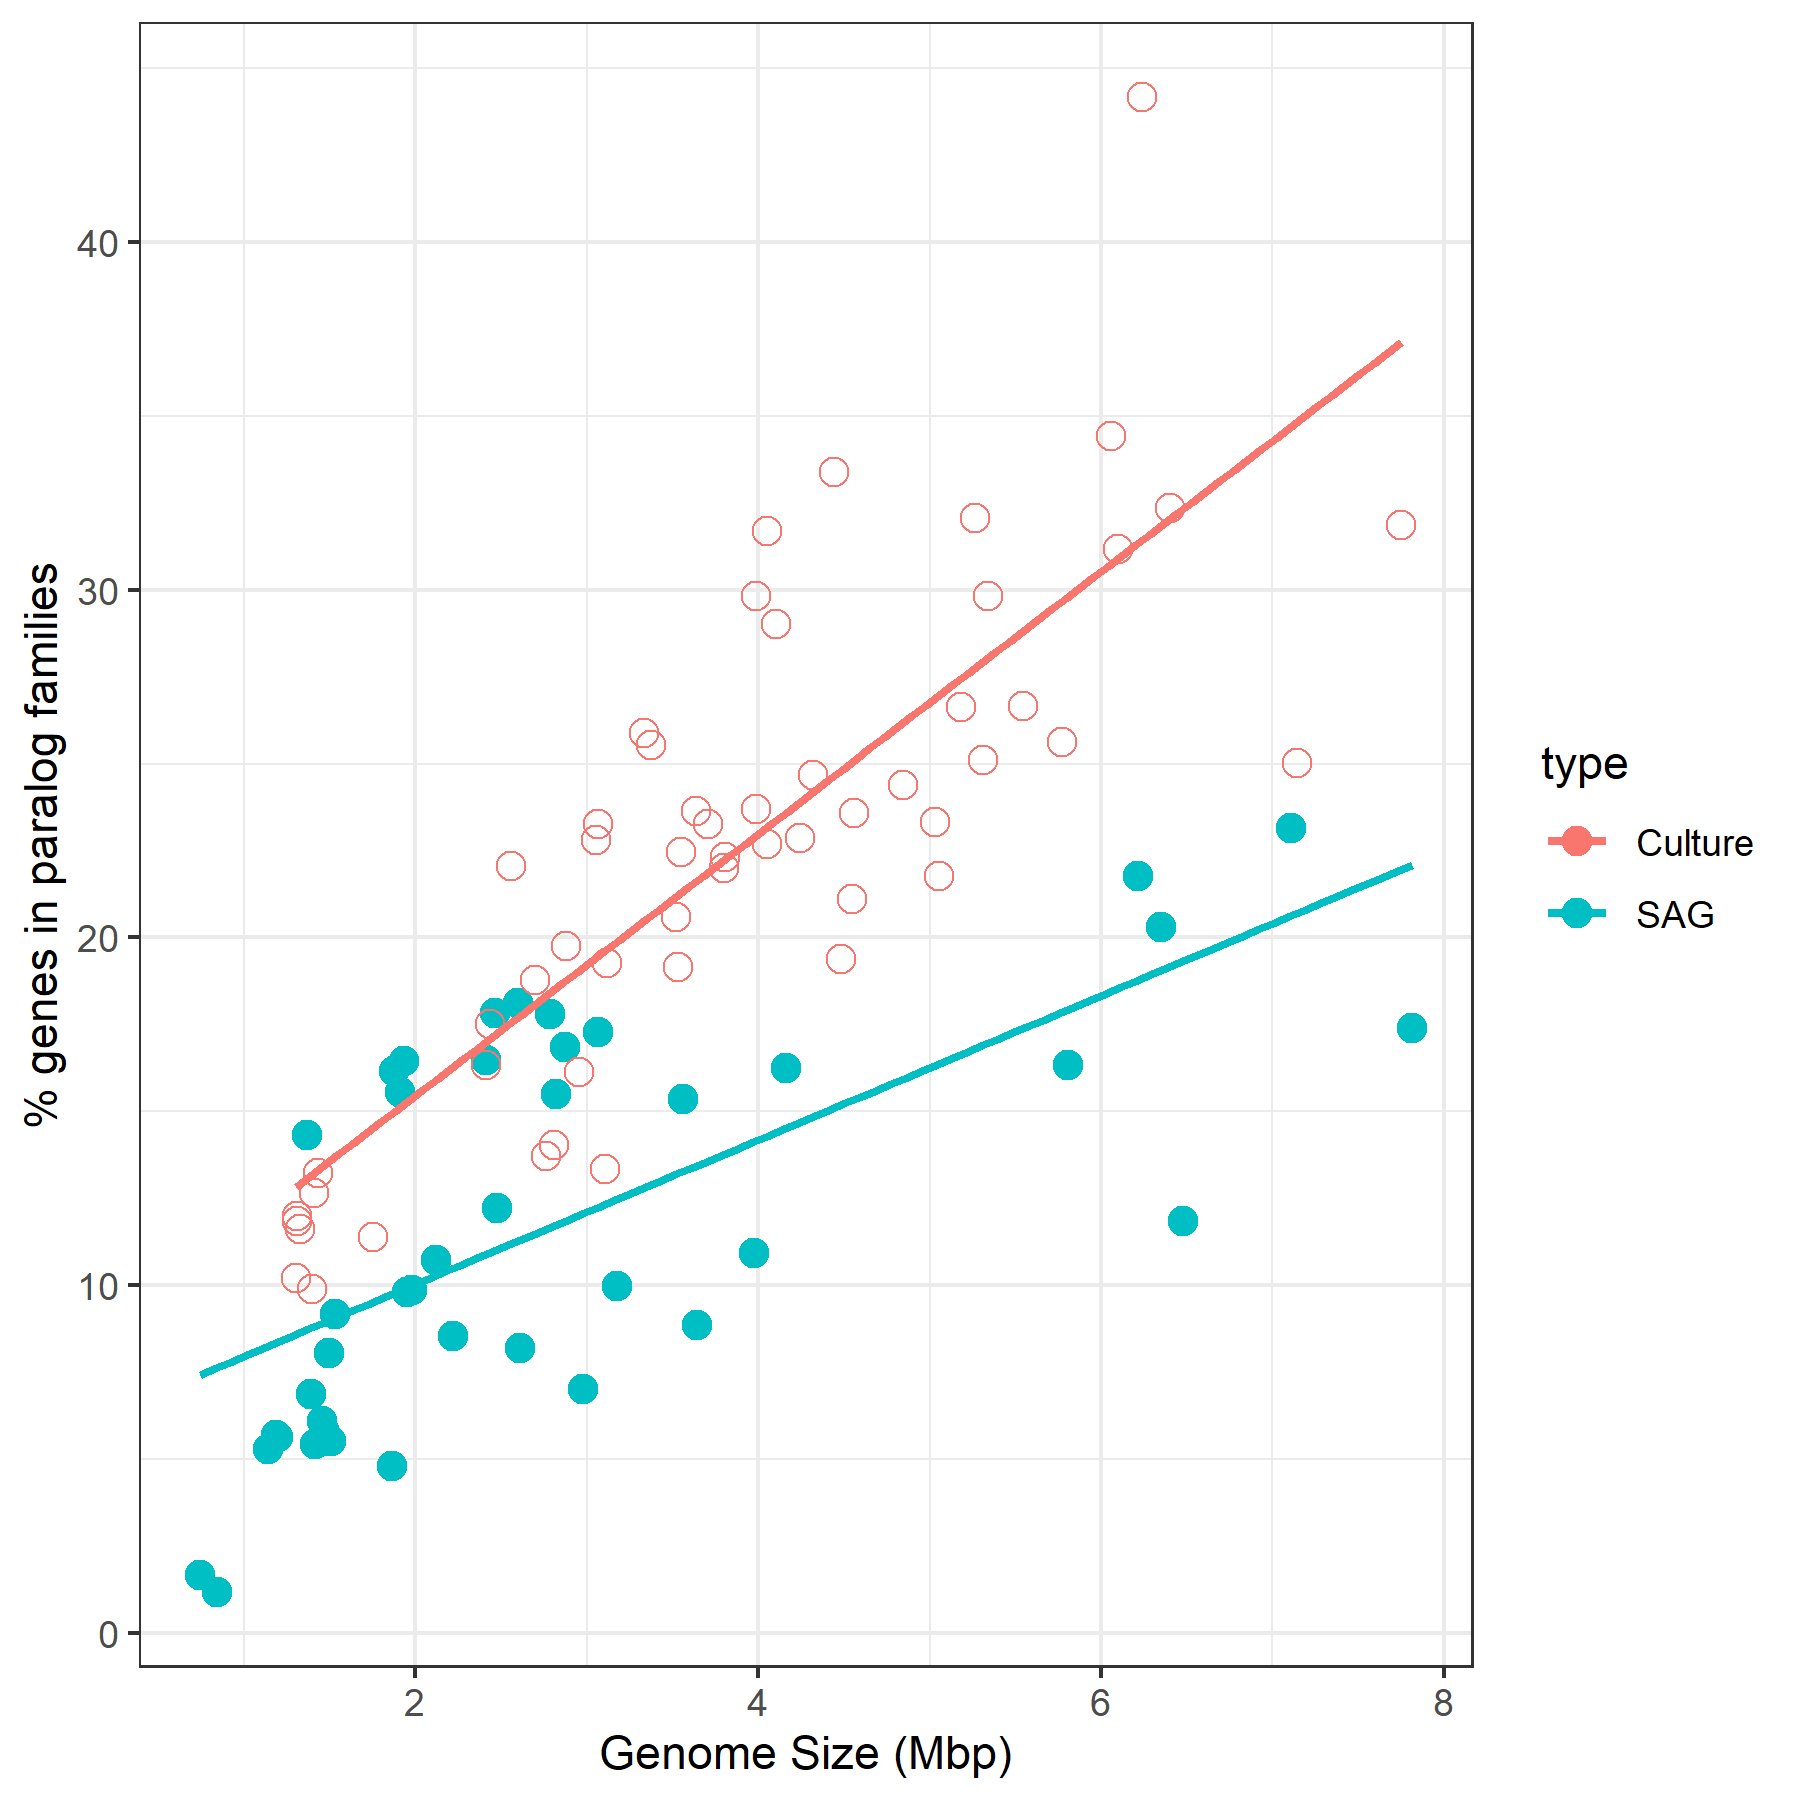 % genes in paralog families
40
30
20
10
0
2 4 6 8
Genome Size (Mbp)
type
Culture
SAG